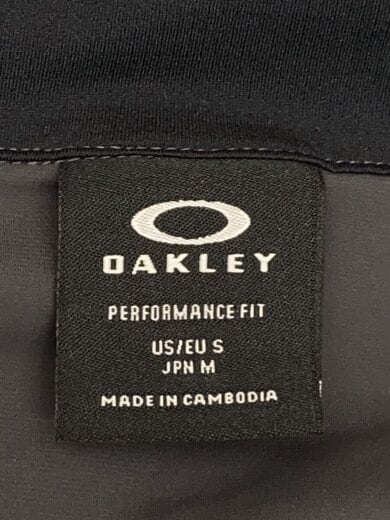 OAKLEY
PERFORMANCE FIT
US/EU S
JPN M
MADE IN CAMBODIA